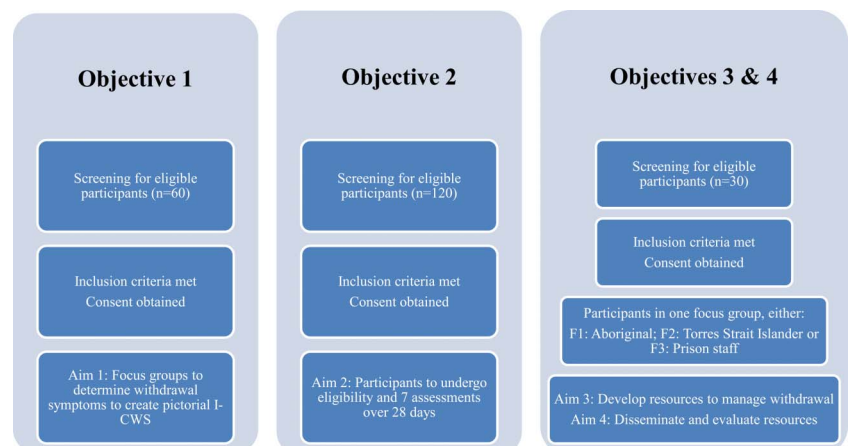 Objective 1
Screening for eligible
participants (n=60)
Inclusion criteria met
Consent obtained
Aim 1: Focus groups to
determine withdrawal
symptoms to create pictorial I-
CWS
Objective 2
Screening for eligible
participants (n=120)
Inclusion criteria met
Consent obtained
Aim 2: Participants to undergo
eligibility and 7 assessments
over 28 days
Objectives 3 & 4
Screening for eligible
participants (n=30)
Inclusion criteria met
Consent obtained
Participants in one focus group, either:
F1: Aboriginal; F2: Torres Strait Islander or
F3: Prison staff
Aim 3: Develop resources to manage withdrawal
Aim 4: Disseminate and evaluate resources